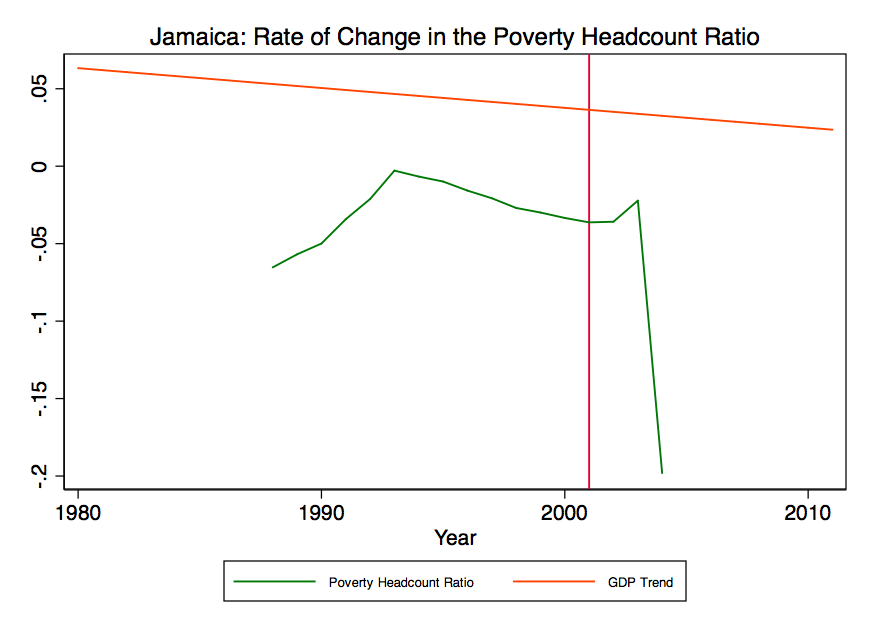 Jamaica: Rate of Change in the Poverty Headcount Ratio
.05
0
-.05
-.1
-.15
-.2
1980 1990 2000 2010
Year
Poverty Headcount Ratio GDP Trend